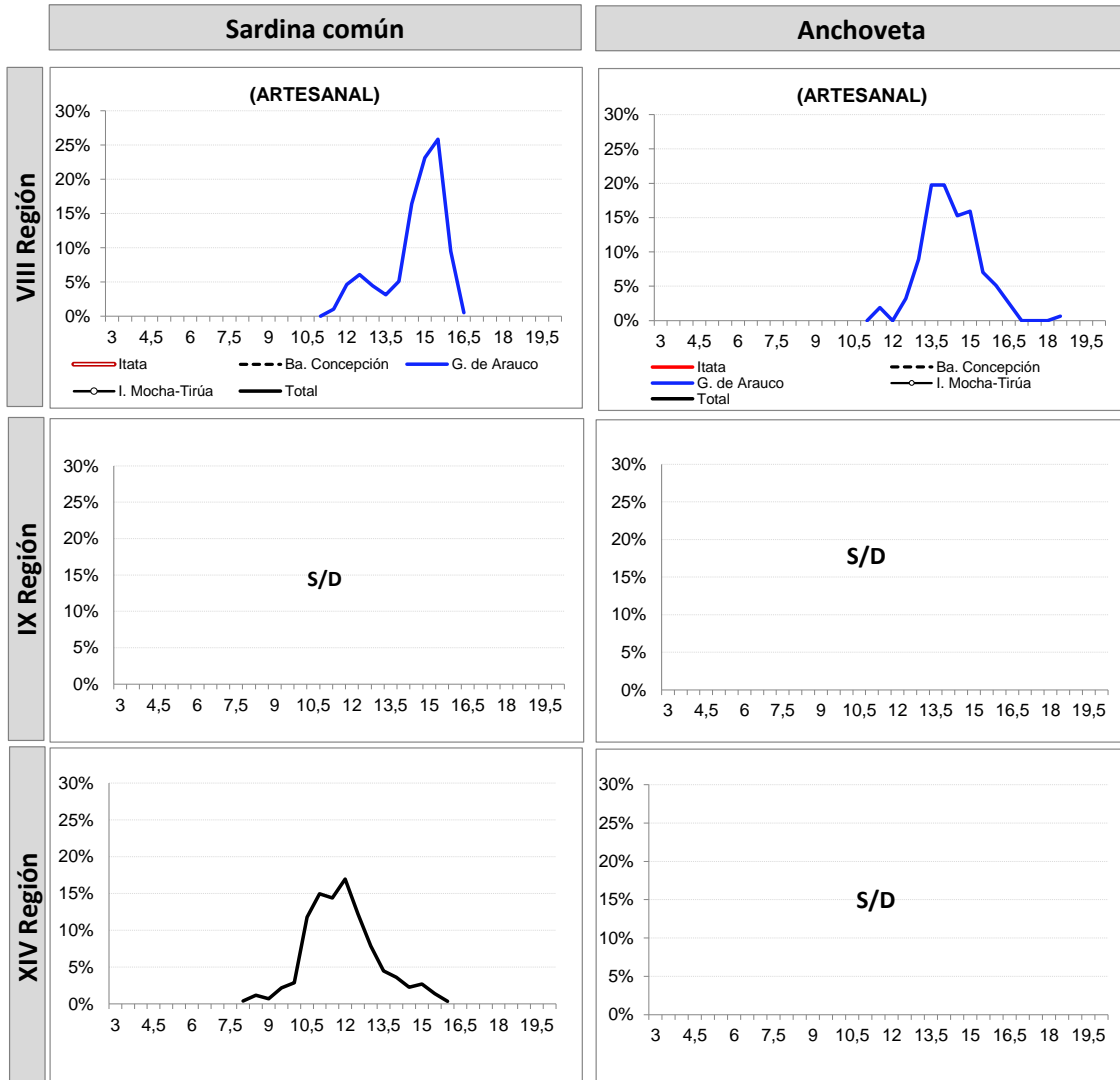 Sardina común
Anchoveta
VIII Región
(ARTESANAL)
30%
25%
20%
15%
10%
5%
0%
3 4,5 6 7,5 9 10,5 12 13,5 15 16,5 18 19,5
Itata Ba. Concepción G. de Arauco
I. Mocha-Tirúa Total
(ARTESANAL)
30%
25%
20%
15%
10%
5%
0%
3 4,5 6 7,5 9 10,5 12 13,5 15 16,5 18 19,5
Itata Ba. Concepción
G. de Arauco I. Mocha-Tirúa
Total
IX Región
30%
25%
20%
15%
10%
5%
0%
S/D
3 4,5 6 7,5 9 10,5 12 13,5 15 16,5 18 19,5
30%
25%
20%
15%
10%
5%
0%
S/D
3 4,5 6 7,5 9 10,5 12 13,5 15 16,5 18 19,5
XIV Región
30%
25%
20%
15%
10%
5%
0%
3 4,5 6 7,5 9 10,5 12 13,5 15 16,5 18 19,5
30%
25%
20%
15%
10%
5%
0%
S/D
3 4,5 6 7,5 9 10,5 12 13,5 15 16,5 18 19,5